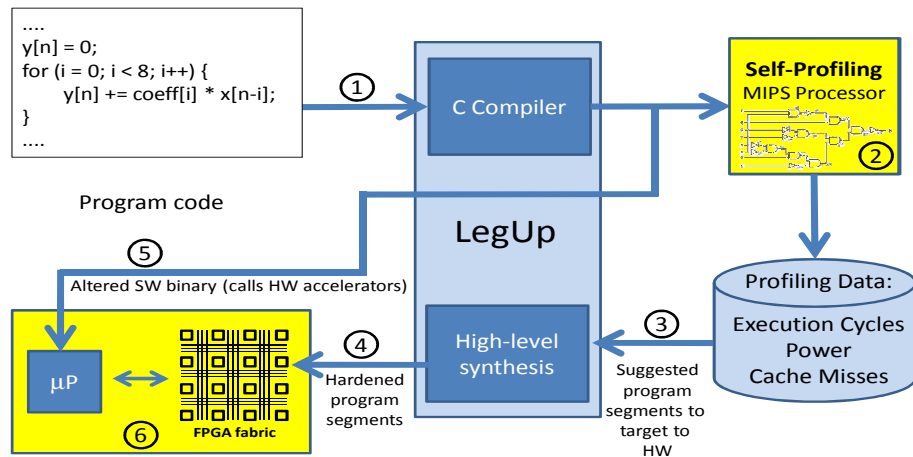 ....
y[n] = 0;
for (i = 0; i < 8; i++) {
y[n] += coeff[i] * x[n-i];
}
....
Program code
1
C Compiler
LegUp
High-level
synthesis
Self-Profiling
MIPS Processor
2
Profiling Data:
Execution Cycles
Power
Cache Misses
3
Suggested
program
segments to
target to
HW
4
Hardened
program
segments
5
Altered SW binary (calls HW accelerators)
μP
FPGA fabric
6